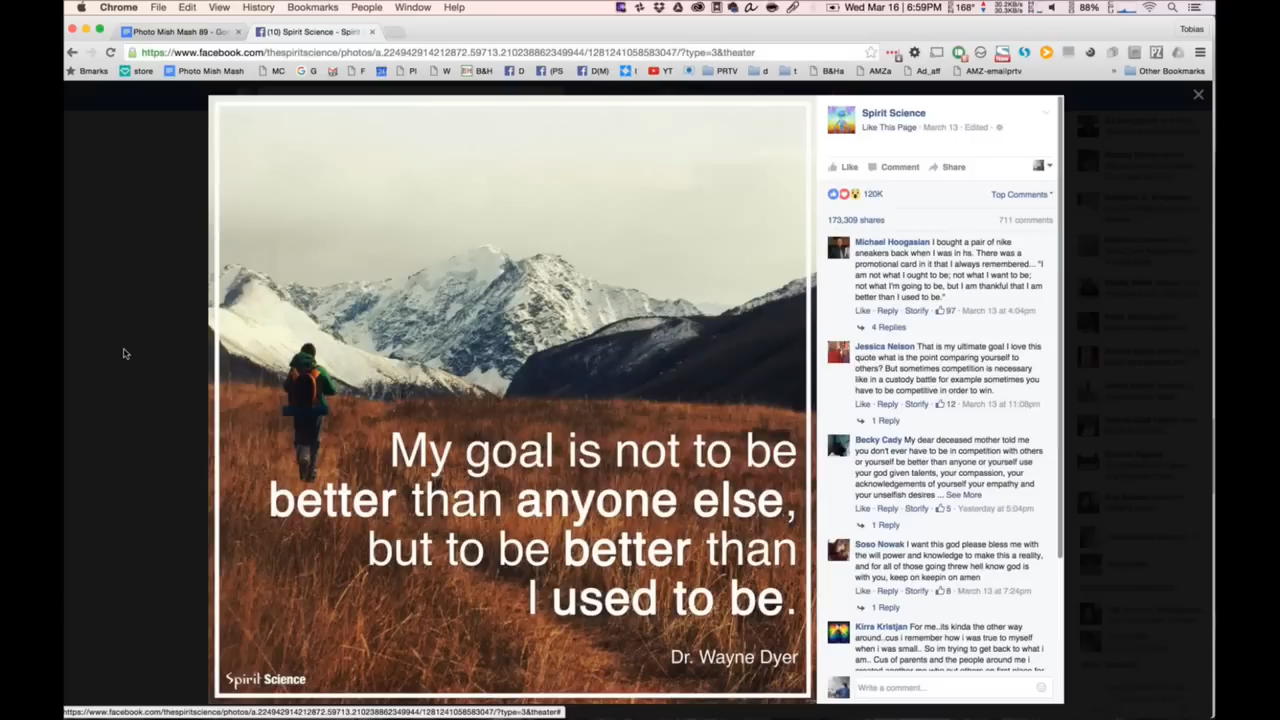 Chrome File Edit View History Bookmarks People Window Help
Wed Mar 16 | 6:59PM
168°
30.2KB/s
30.3KB/s
88%
Photo Mish Mash 89 - Go
(10) Spirit Science - Spirit
Tobias
https://www.facebook.com/thespiritscience/photos/a.224942914212872.59713.210238862349944/1281241058583047/?type=3&theater
Bmarks store Photo Mish Mash MC G M F PI W B&H D (PS D(M) I YT PRTV d t B&Ha AMZa Ad_aff AMZ-emailprtv » Other Bookmarks
My goal is not to be
better than anyone else,
but to be better than
I used to be.
Dr. Wayne Dyer
Spirit Science
Spirit Science
Like This Page · March 13 · Edited ·
Like Comment Share
120K Top Comments
173,309 shares 711 comments
Michael Hoogasian I bought a pair of nike
sneakers back when I was in hs. There was a
promotional card in it that I always remembered... "I
am not what I ought to be; not what I want to be;
not what I'm going to be, but I am thankful that I am
better than I used to be."
Like · Reply · Storify · 97 · March 13 at 4:04pm
4 Replies
Jessica Nelson That is my ultimate goal I love this
quote what is the point comparing yourself to
others? But sometimes competition is necessary
like in a custody battle for example sometimes you
have to be competitive in order to win.
Like · Reply · Storify · 12 · March 13 at 11:08pm
1 Reply
Becky Cady My dear deceased mother told me
you don't ever have to be in competition with others
or yourself be better than anyone or yourself use
your god given talents, your compassion, your
acknowledgements of yourself your empathy and
your unselfish desires ... See More
Like · Reply · Storify · 5 · Yesterday at 5:04pm
1 Reply
Soso Nowak I want this god please bless me with
the will power and knowledge to make this a reality,
and for all of those going threw hell know god is
with you, keep on keepin on amen
Like · Reply · Storify · 8 · March 13 at 7:24pm
1 Reply
Kirra Kristjan For me..its kinda the other way
around..cus i remember how i was true to myself
when i was small.. So im trying to get back to what i
am.. Cus of parents and the people around me i
Write a comment...
https://www.facebook.com/thespiritscience/photos/a.224942914212872.59713.210238862349944/1281241058583047/?type=3&theater#